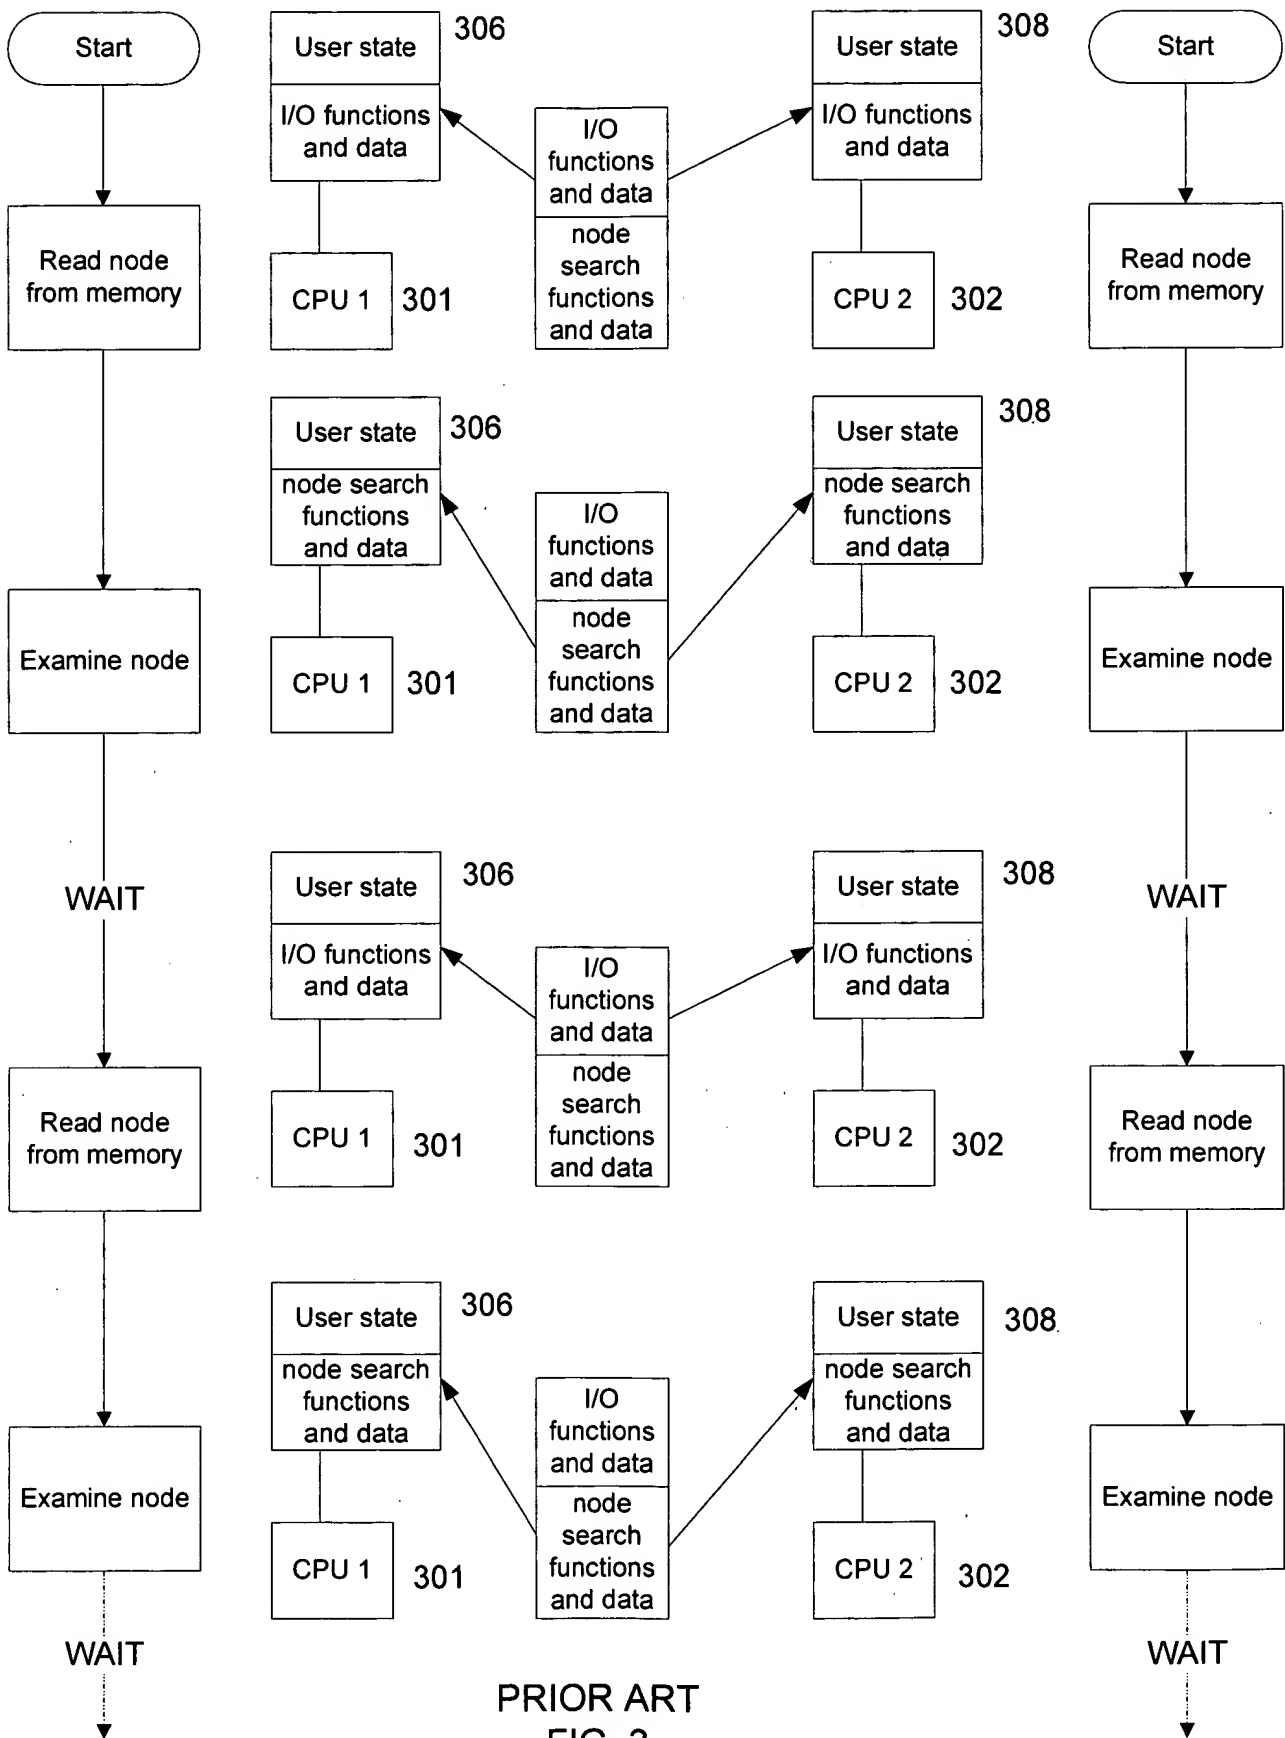 Start
User state
306
I/O functions
and data
I/O
functions
and data
node
search
functions
and data
User state
308
I/O functions
and data
Start
Read node
from memory
CPU 1
301
CPU 2
302
Read node
from memory
User state
306
node search
functions
and data
I/O
functions
and data
node
search
functions
and data
User state
308
node search
functions
and data
Examine node
CPU 1
301
CPU 2
302
Examine node
WAIT
User state
306
I/O functions
and data
I/O
functions
and data
node
search
functions
and data
User state
308
I/O functions
and data
WAIT
Read node
from memory
CPU 1
301
CPU 2
302
Read node
from memory
User state
306
node search
functions
and data
I/O
functions
and data
node
search
functions
and data
User state
308
node search
functions
and data
Examine node
CPU 1
301
CPU 2
302
Examine node
WAIT
WAIT
PRIOR ART
FIG. 3